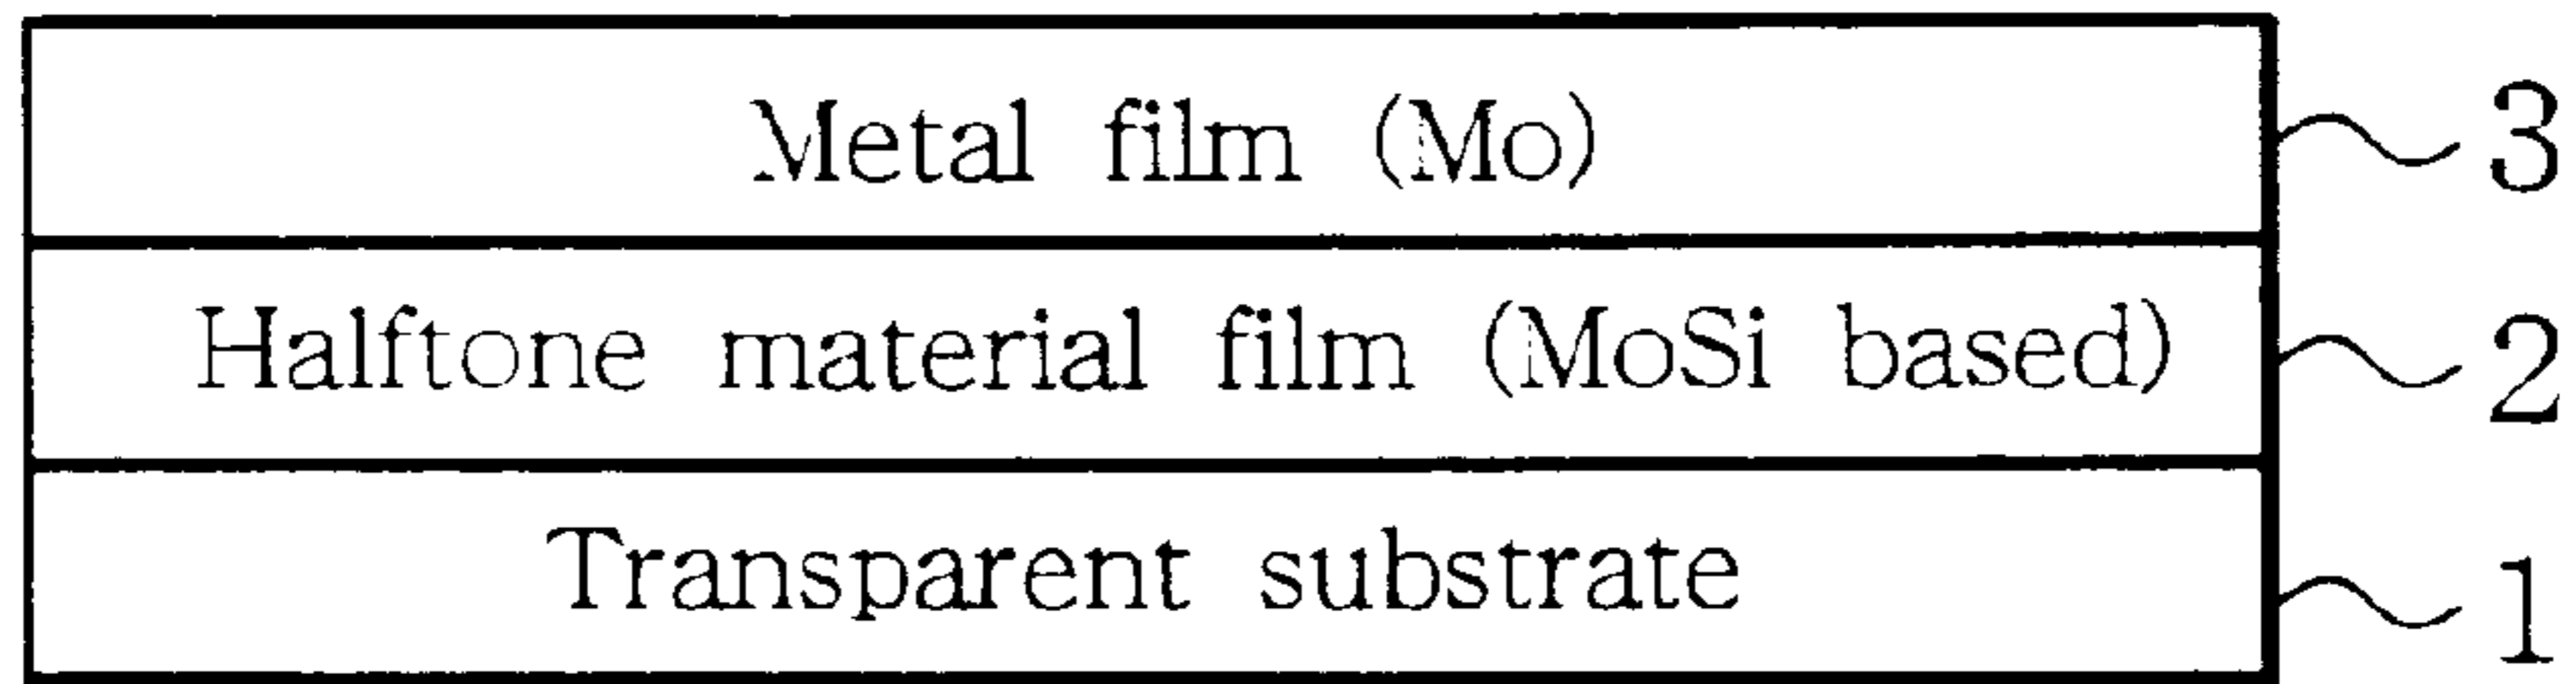 Metal film (Mo) 3
Halftone material film (MoSi based) 2
Transparent substrate 1